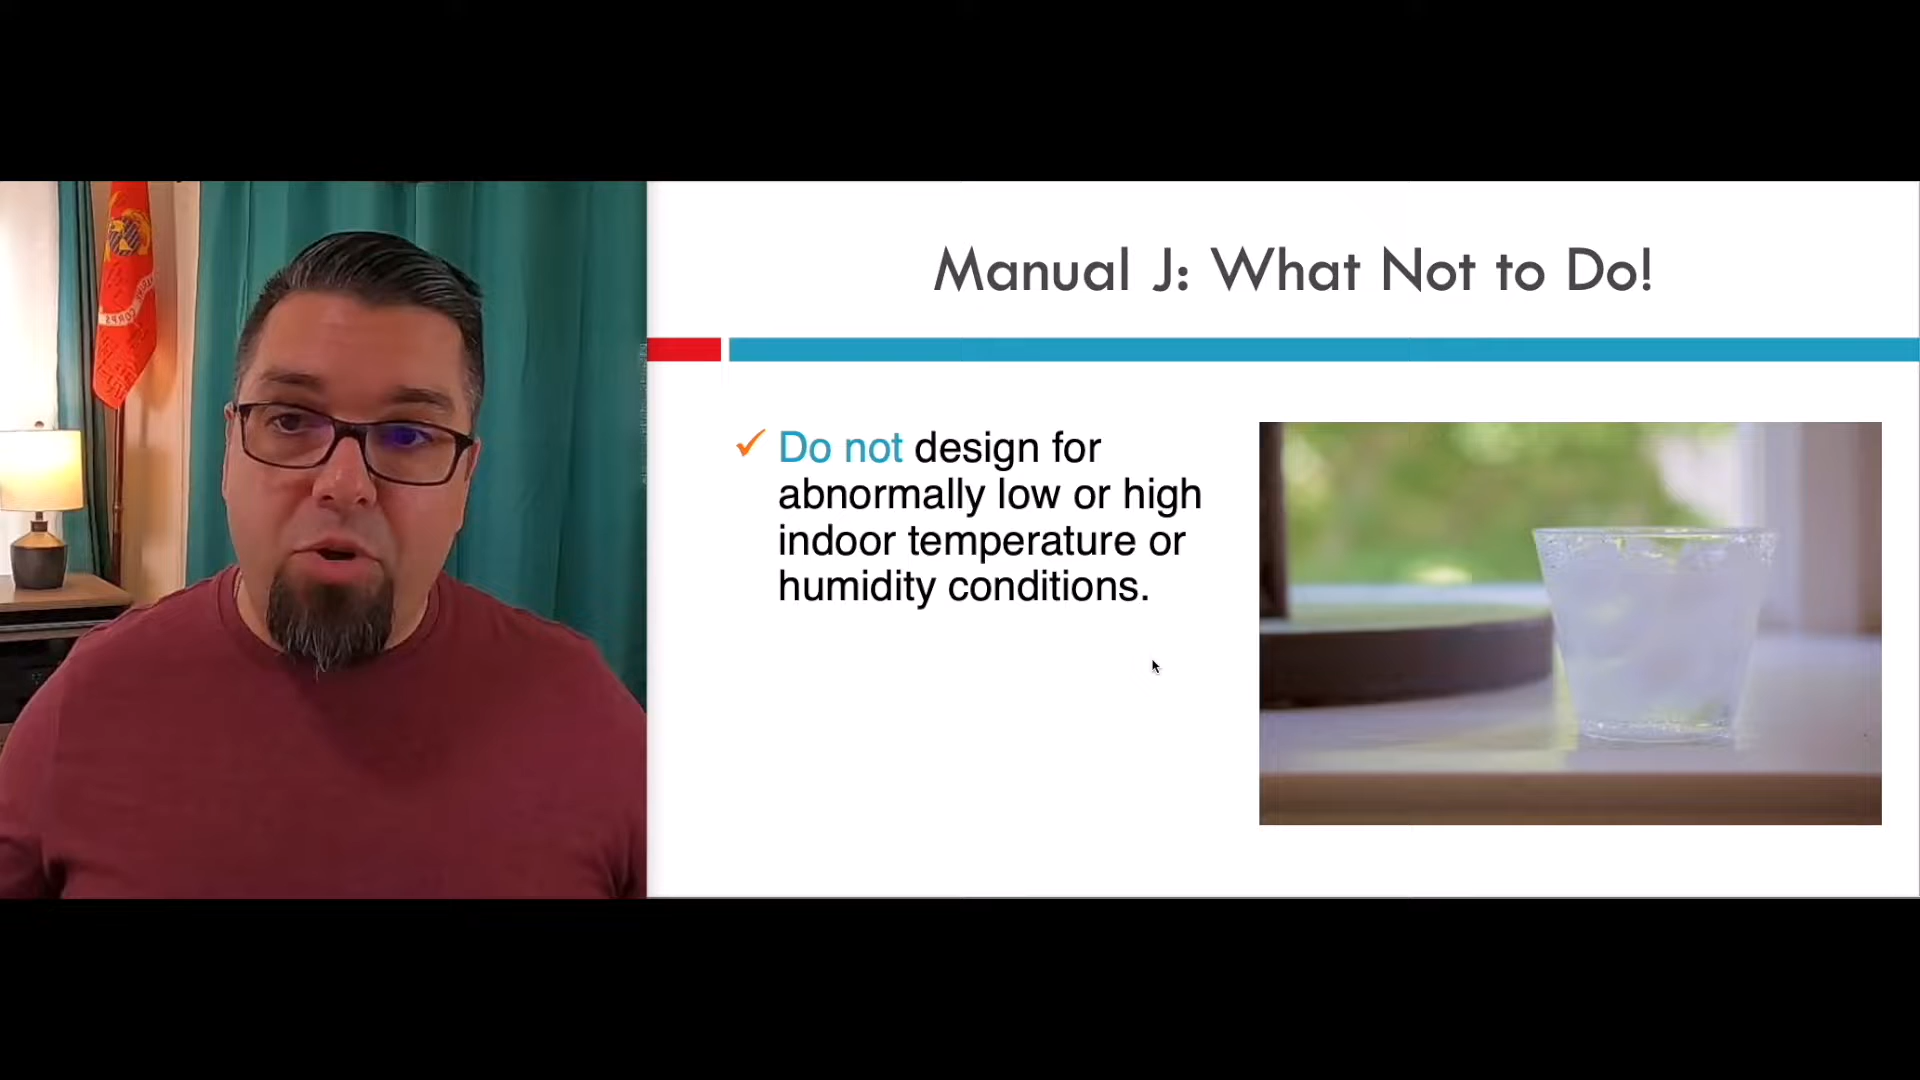 Manual J: What Not to Do!
✓ Do not design for
abnormally low or high
indoor temperature or
humidity conditions.